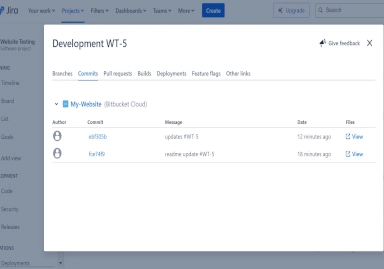 Jira Your work Projects Filters Dashboards Teams More Create Upgrade Search
Website Testing
Software project
Timeline
Board
List
Goals
Add view
Code
Security
Releases
Deployments
Development WT-5
Give feedback X
Branches Commits Pull requests Builds Deployments Feature flags Other links
My-Website (Bitbucket Cloud)
Author Commit Message Date Files
updates #WT-5 12 minutes ago View
fce74f9 readme update #WT-5 18 minutes ago View